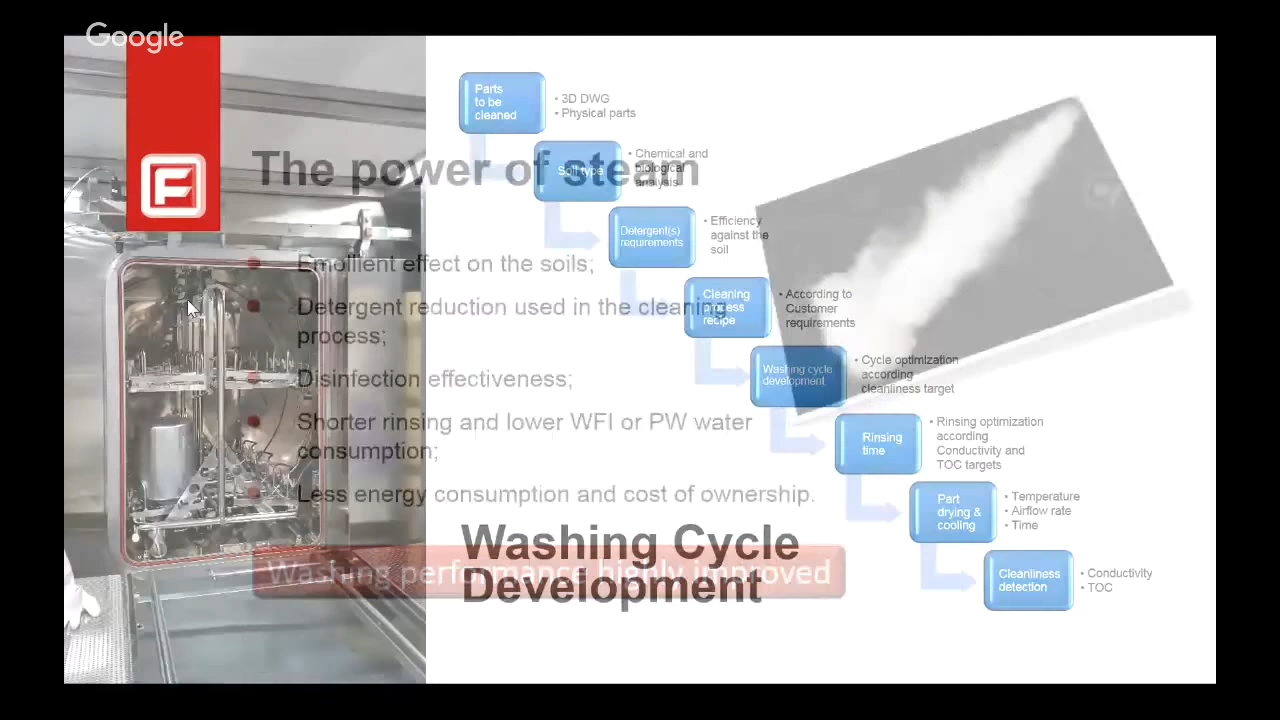 Google
The power of steam
Emollient effect on the soils;
Detergent reduction used in the cleaning
process;
Disinfection effectiveness;
Shorter rinsing and lower WFI or PW water
consumption;
Less energy consumption and cost of ownership.
Washing performance highly improved
Washing Cycle
Development
Parts
to be
cleaned
• 3D DWG
• Physical parts
Soil type
• Chemical and
biological
analysis
Detergent(s)
requirements
• Efficiency
against the
soil
Cleaning
process
recipe
• According to
Customer
requirements
Washing cycle
development
• Cycle optimization
according
cleanliness target
Rinsing
time
• Rinsing optimization
according
Conductivity and
TOC targets
Part
drying &
cooling
• Temperature
• Airflow rate
• Time
Cleanliness
detection
• Conductivity
• TOC
F